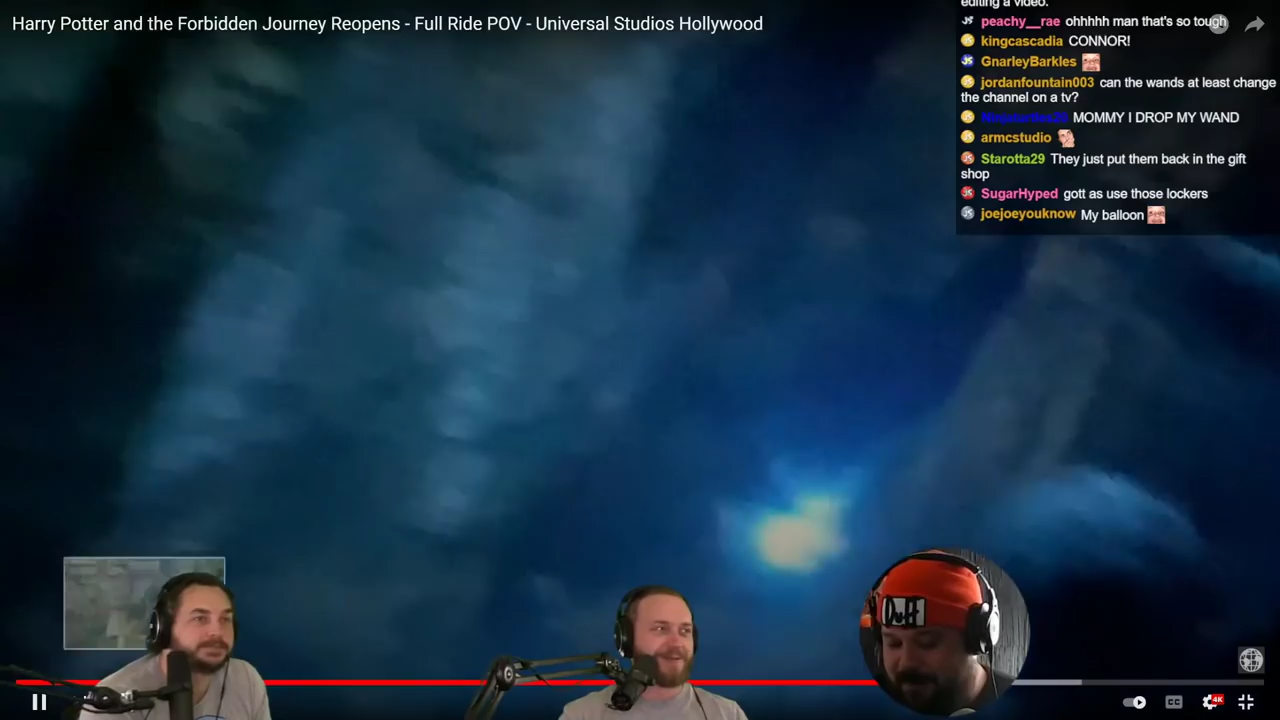 Harry Potter and the Forbidden Journey Reopens - Full Ride POV - Universal Studios Hollywood
editing a video.
peachy__rae ohhhhh man that's so tough
kingcascadia CONNOR!
GnarleyBarkles
jordanfountain003 can the wands at least change
the channel on a tv?
MOMMY I DROP MY WAND
armcstudio
Starotta29 They just put them back in the gift
shop
SugarHyped gott as use those lockers
joejoeyouknow My balloon
Duff
CC
4K